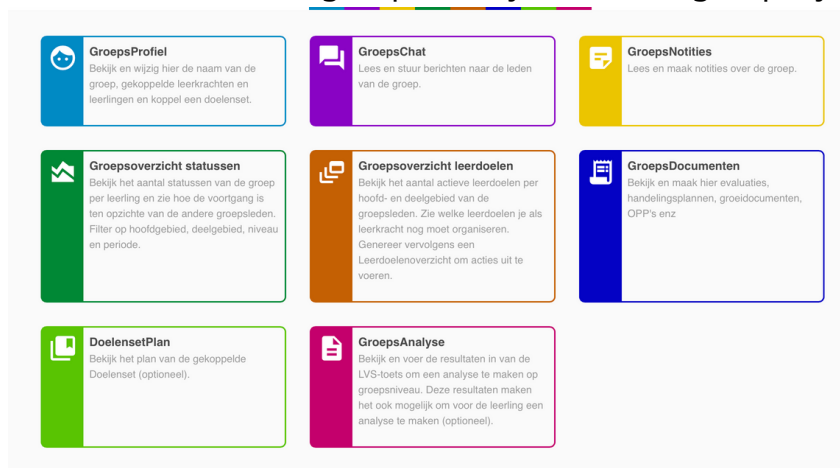 GroepsProfiel
Bekijk en wijzig hier de naam van de
groep, gekoppelde leerkrachten en
leerlingen en koppel een doelenset.
GroepsChat
Lees en stuur berichten naar de leden
van de groep.
GroepsNotities
Lees en maak notities over de groep.
Groepsoverzicht statussen
Bekijk het aantal statussen van de groep
per leerling en zie hoe de voortgang is
ten opzichte van de andere groepsleden.
Filter op hoofdgebied, deelgebied, niveau
en periode.
Groepsoverzicht leerdoelen
Bekijk het aantal actieve leerdoelen per
hoofd- en deelgebied van de
groepsleden. Zie welke leerdoelen je als
leerkracht nog moet organiseren.
Genereer vervolgens een
Leerdoelenoverzicht om acties uit te
voeren.
GroepsDocumenten
Bekijk en maak hier evaluaties,
handelingsplannen, groeidocumenten,
OPP's enz
DoelensetPlan
Bekijk het plan van de gekoppelde
Doelenset (optioneel).
GroepsAnalyse
Bekijk en voer de resultaten in van de
LVS-toets om een analyse te maken op
groepsniveau. Deze resultaten maken
het ook mogelijk om voor de leerling een
analyse te maken (optioneel).